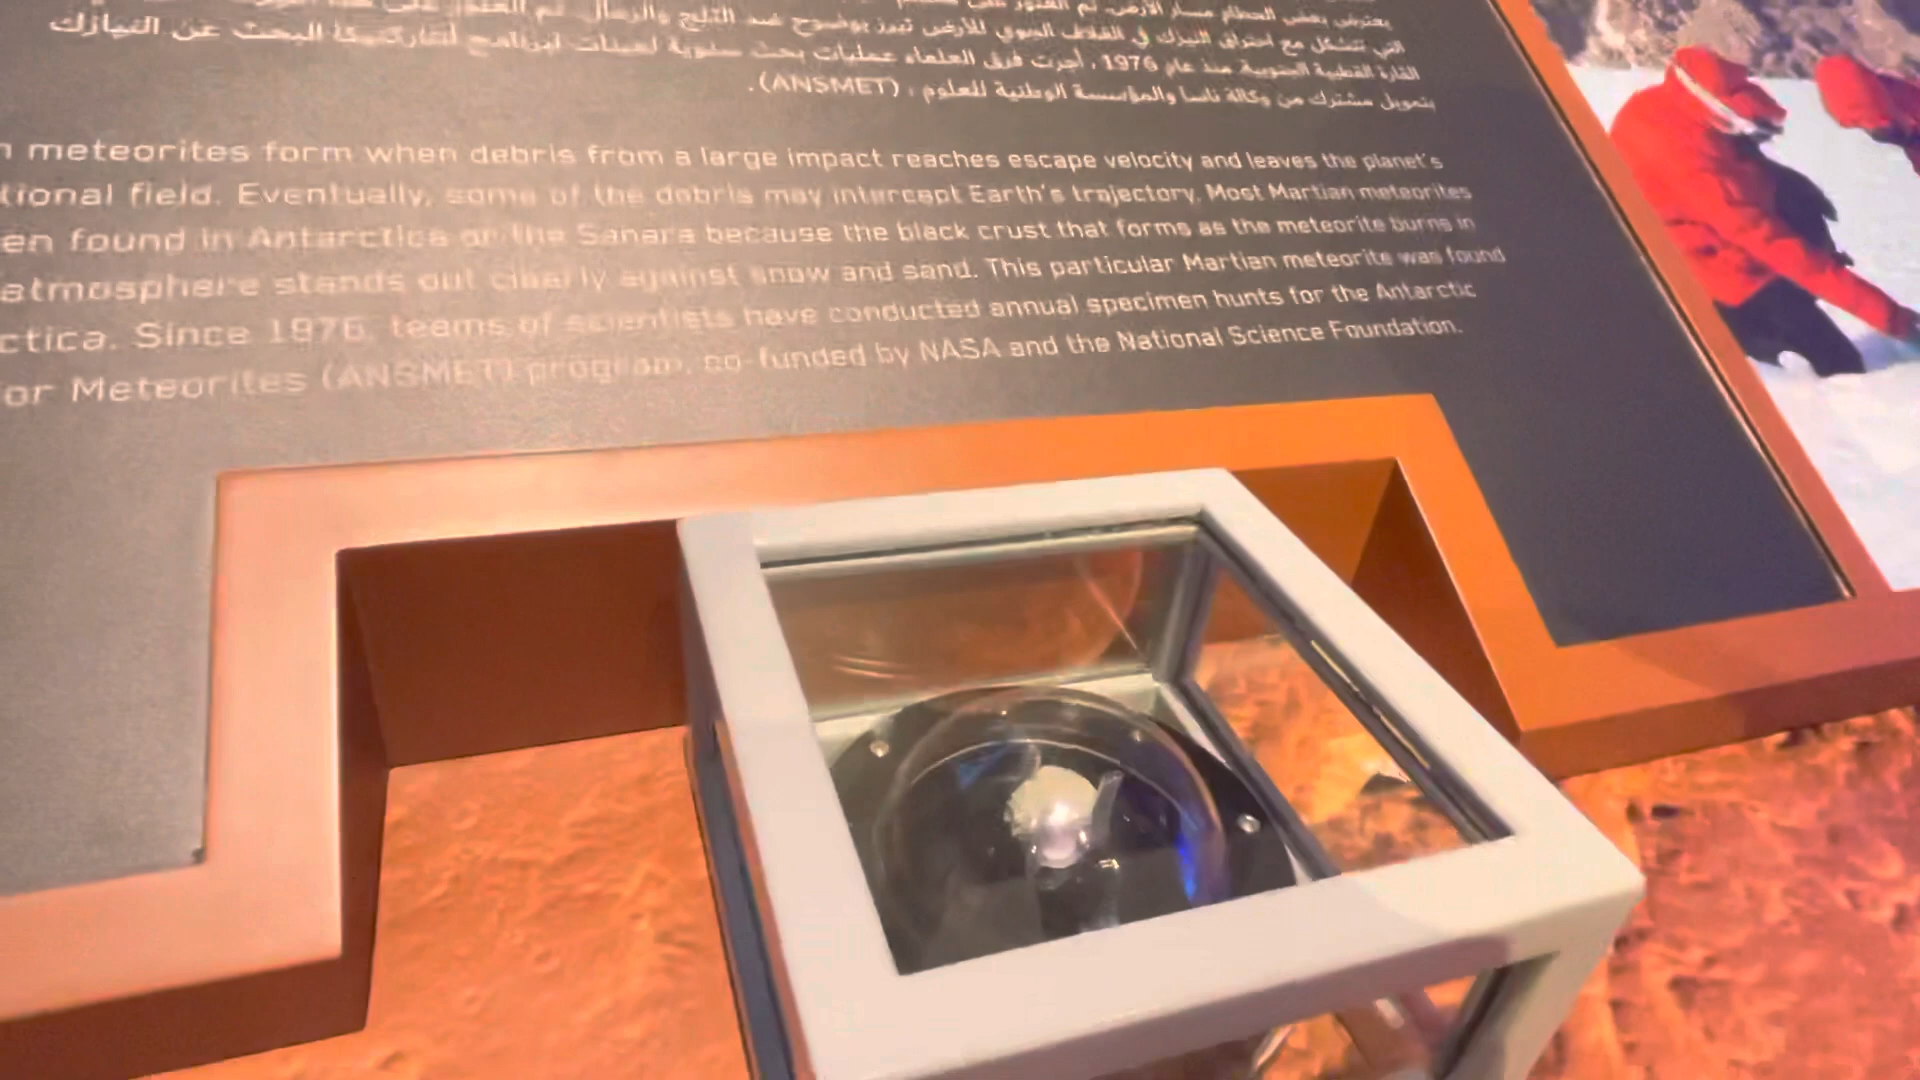 التي تتشكل مع احتراق النيزك في الغلاف الجوي للأرض تبرز بوضوح ضد الثلج والرمال. تم العثور على
القارة القطبية الجنوبية. منذ عام 1976، أجرت فرق العلماء عمليات بحث سنوية لعينات لبرنامج أنتاركتيكا البحث عن النيازك
(ANSMET)، بتمويل مشترك من وكالة ناسا والمؤسسة الوطنية للعلوم.
n meteorites form when debris from a large impact reaches escape velocity and leaves the planet's
tional field. Eventually, some of the debris may intercept Earth's trajectory. Most Martian meteorites
en found in Antarctica or the Sahara because the black crust that forms as the meteorite burns in
atmosphere stands out clearly against snow and sand. This particular Martian meteorite was found
ctica. Since 1976, teams of scientists have conducted annual specimen hunts for the Antarctic
or Meteorites (ANSMET) program, co-funded by NASA and the National Science Foundation.